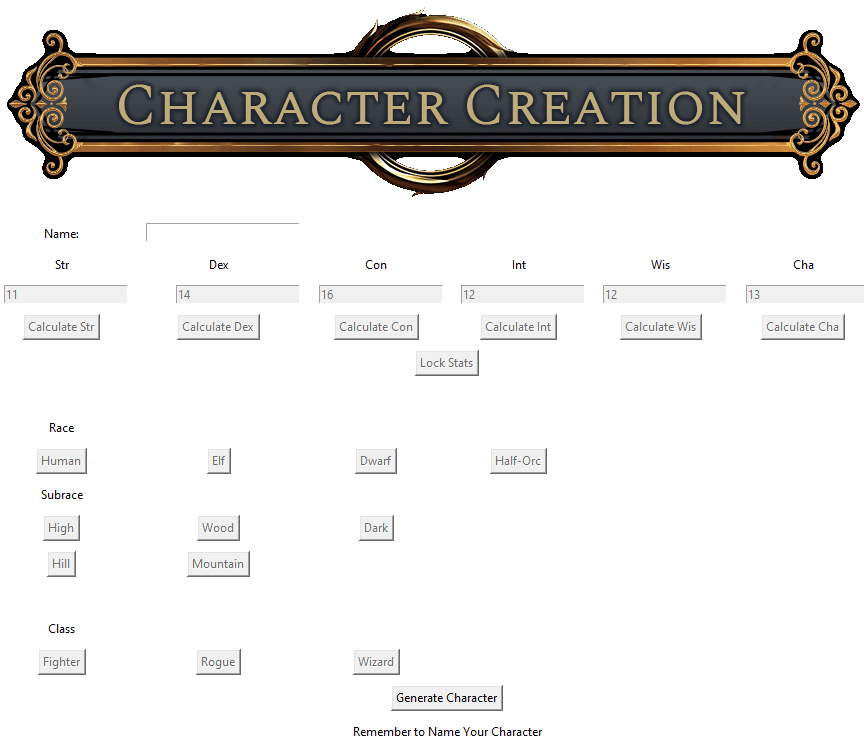 Character Creation
Name:
Str Dex Con Int Wis Cha
11 14 16 12 12 13
Calculate Str Calculate Dex Calculate Con Calculate Int Calculate Wis Calculate Cha
Lock Stats
Race
Human Elf Dwarf Half-Orc
Subrace
High Wood Dark
Hill Mountain
Class
Fighter Rogue Wizard
Generate Character
Remember to Name Your Character